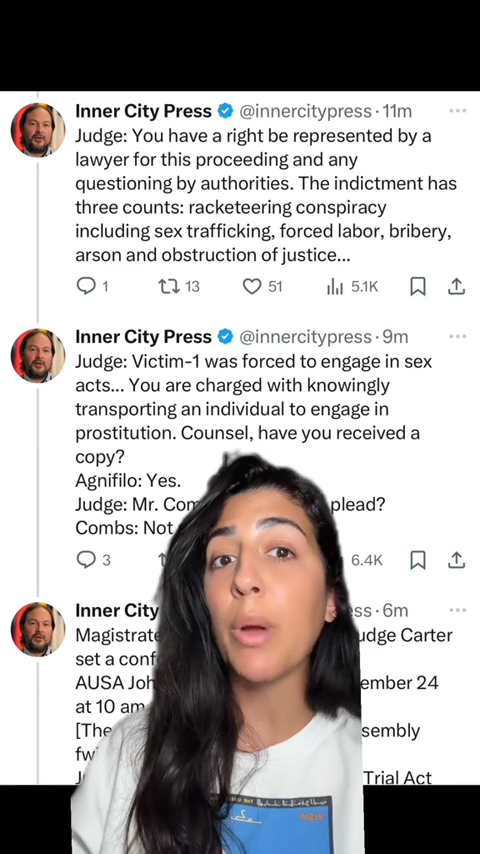 Inner City Press @innercitypress · 11m
Judge: You have a right be represented by a
lawyer for this proceeding and any
questioning by authorities. The indictment has
three counts: racketeering conspiracy
including sex trafficking, forced labor, bribery,
arson and obstruction of justice...
1 13 51 5.1K
Inner City Press @innercitypress · 9m
Judge: Victim-1 was forced to engage in sex
acts... You are charged with knowingly
transporting an individual to engage in
prostitution. Counsel, have you received a
copy?
Agnifilo: Yes.
Judge: Mr. Com plead?
Combs: Not
3 6.4K
Inner City ess · 6m
Magistrate udge Carter
set a conf
AUSA Joh ember 24
at 10 am
[The sembly
fw
Trial Act